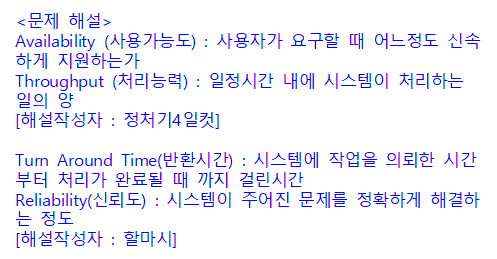 <문제 해설>
Availability (사용가능도) : 사용자가 요구할 때 어느정도 신속
하게 지원하는가
Throughput (처리능력) : 일정시간 내에 시스템이 처리하는
일의 양
[해설작성자 : 정처기4일컷]
Turn Around Time(반환시간) : 시스템에 작업을 의뢰한 시간
부터 처리가 완료될 때 까지 걸린시간
Reliability(신뢰도) : 시스템이 주어진 문제를 정확하게 해결하
는 정도
[해설작성자 : 할마시]